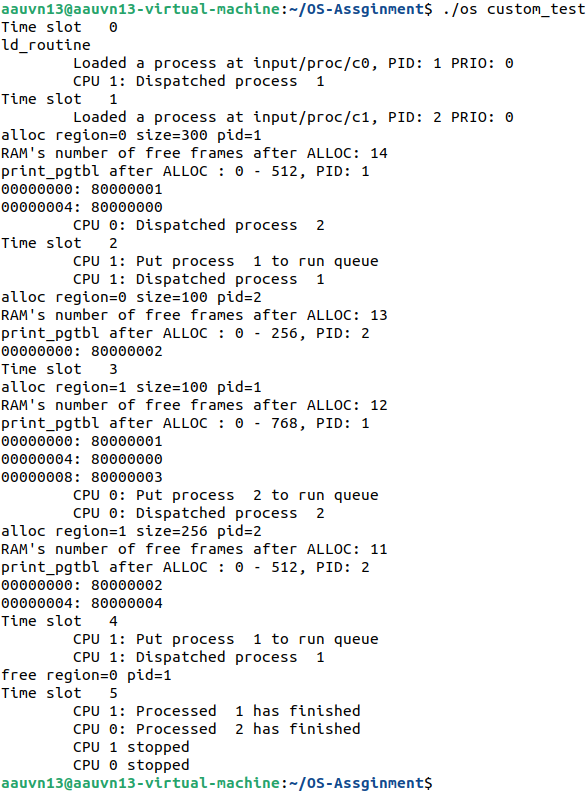 aauvn13@aauvn13-virtual-machine:~/OS-Assginment$ ./os custom_test
Time slot   0
ld_routine
        Loaded a process at input/proc/c0, PID: 1 PRIO: 0
        CPU 1: Dispatched process  1
Time slot   1
        Loaded a process at input/proc/c1, PID: 2 PRIO: 0
alloc region=0 size=300 pid=1
RAM's number of free frames after ALLOC: 14
print_pgtbl after ALLOC : 0 - 512, PID: 1
00000000: 80000001
00000004: 80000000
        CPU 0: Dispatched process  2
Time slot   2
        CPU 1: Put process  1 to run queue
        CPU 1: Dispatched process  1
alloc region=0 size=100 pid=2
RAM's number of free frames after ALLOC: 13
print_pgtbl after ALLOC : 0 - 256, PID: 2
00000000: 80000002
Time slot   3
alloc region=1 size=100 pid=1
RAM's number of free frames after ALLOC: 12
print_pgtbl after ALLOC : 0 - 768, PID: 1
00000000: 80000001
00000004: 80000000
00000008: 80000003
        CPU 0: Put process  2 to run queue
        CPU 0: Dispatched process  2
alloc region=1 size=256 pid=2
RAM's number of free frames after ALLOC: 11
print_pgtbl after ALLOC : 0 - 512, PID: 2
00000000: 80000002
00000004: 80000004
Time slot   4
        CPU 1: Put process  1 to run queue
        CPU 1: Dispatched process  1
free region=0 pid=1
Time slot   5
        CPU 1: Processed  1 has finished
        CPU 0: Processed  2 has finished
        CPU 1 stopped
        CPU 0 stopped
aauvn13@aauvn13-virtual-machine:~/OS-Assginment$